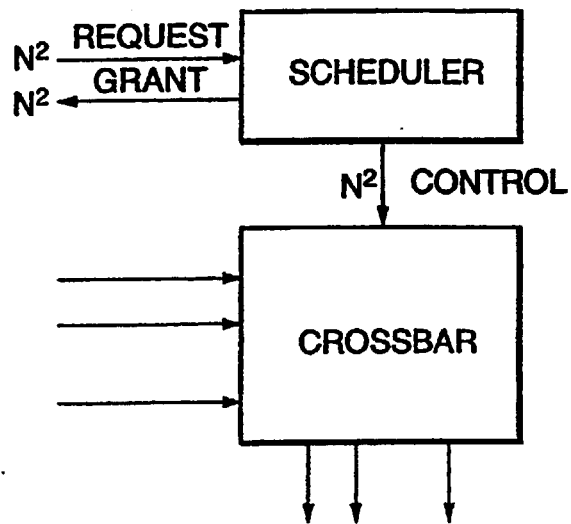 N² REQUEST
N² GRANT
SCHEDULER
N² CONTROL
CROSSBAR